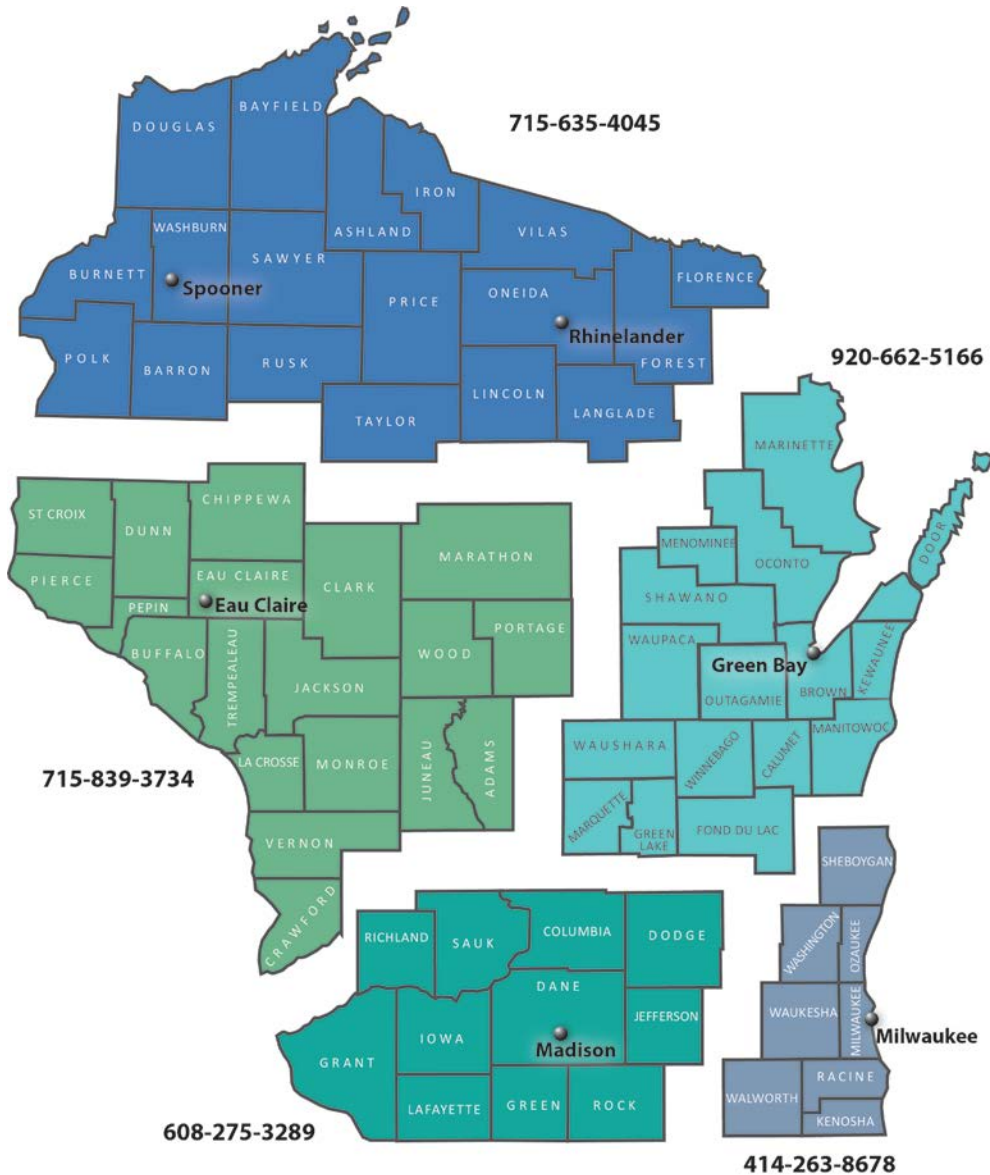 715-635-4045
DOUGLAS
BAYFIELD
ASHLAND
IRON
VILAS
WASHBURN
BURNETT
SAWYER
FLORENCE
Spooner
PRICE
ONEIDA
Rhinelander
POLK
BARRON
RUSK
FOREST
LINCOLN
LANGLADE
TAYLOR
920-662-5166
MARINETTE
DOOR
MENOMINEE
OCONTO
SHAWANO
WAUPACA
Green Bay
OUTAGAMIE
BROWN
KEWAUNEE
WAUSHARA
WINNEBAGO
CALUMET
MANITOWOC
MARQUETTE
GREEN
LAKE
FOND DU LAC
ST CROIX
DUNN
CHIPPEWA
PIERCE
EAU CLAIRE
CLARK
MARATHON
PEPIN
Eau Claire
BUFFALO
TREMPEALEAU
JACKSON
WOOD
PORTAGE
LA CROSSE
MONROE
JUNEAU
ADAMS
715-839-3734
VERNON
CRAWFORD
RICHLAND
SAUK
COLUMBIA
DODGE
DANE
IOWA
Madison
JEFFERSON
GRANT
LAFAYETTE
GREEN
ROCK
608-275-3289
SHEBOYGAN
WASHINGTON
OZAUKEE
WAUKESHA
MILWAUKEE
Milwaukee
WALWORTH
RACINE
KENOSHA
414-263-8678